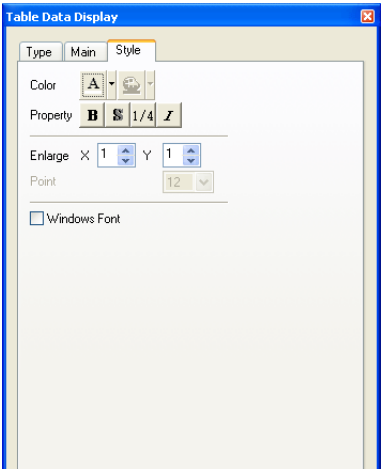 Table Data Display
Type Main Style
Color A
Property B S 1/4 I
Enlarge X 1 Y 1
Point 12
Windows Font